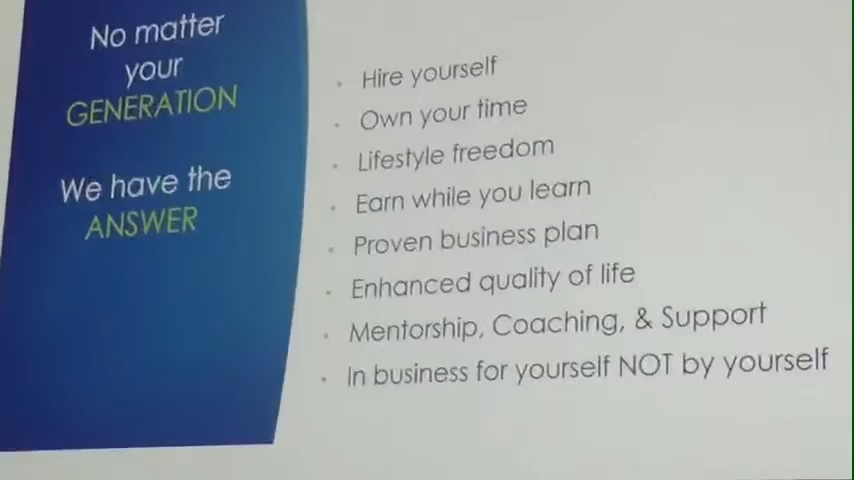 No matter
your
GENERATION
We have the
ANSWER
• Hire yourself
• Own your time
• Lifestyle freedom
• Earn while you learn
• Proven business plan
• Enhanced quality of life
• Mentorship, Coaching, & Support
• In business for yourself NOT by yourself